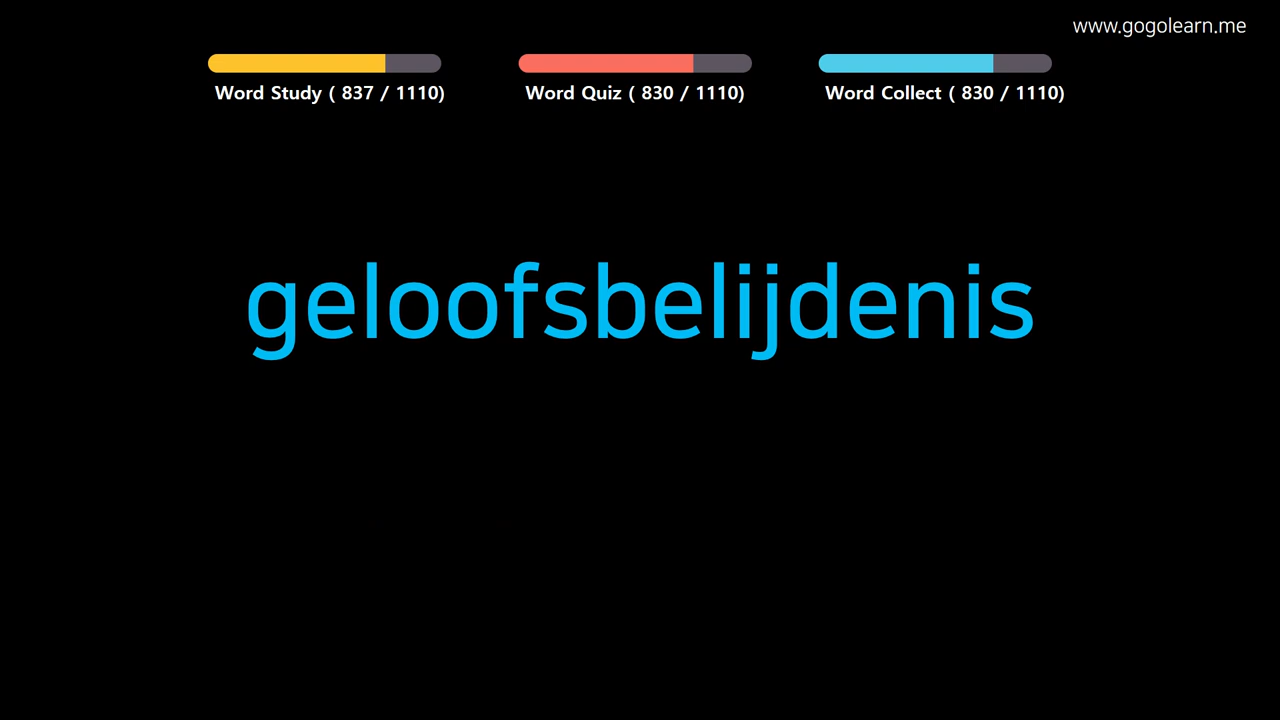 www.gogolearn.me
Word Study ( 837 / 1110)
Word Quiz ( 830 / 1110)
Word Collect ( 830 / 1110)
geloofsbelijdenis